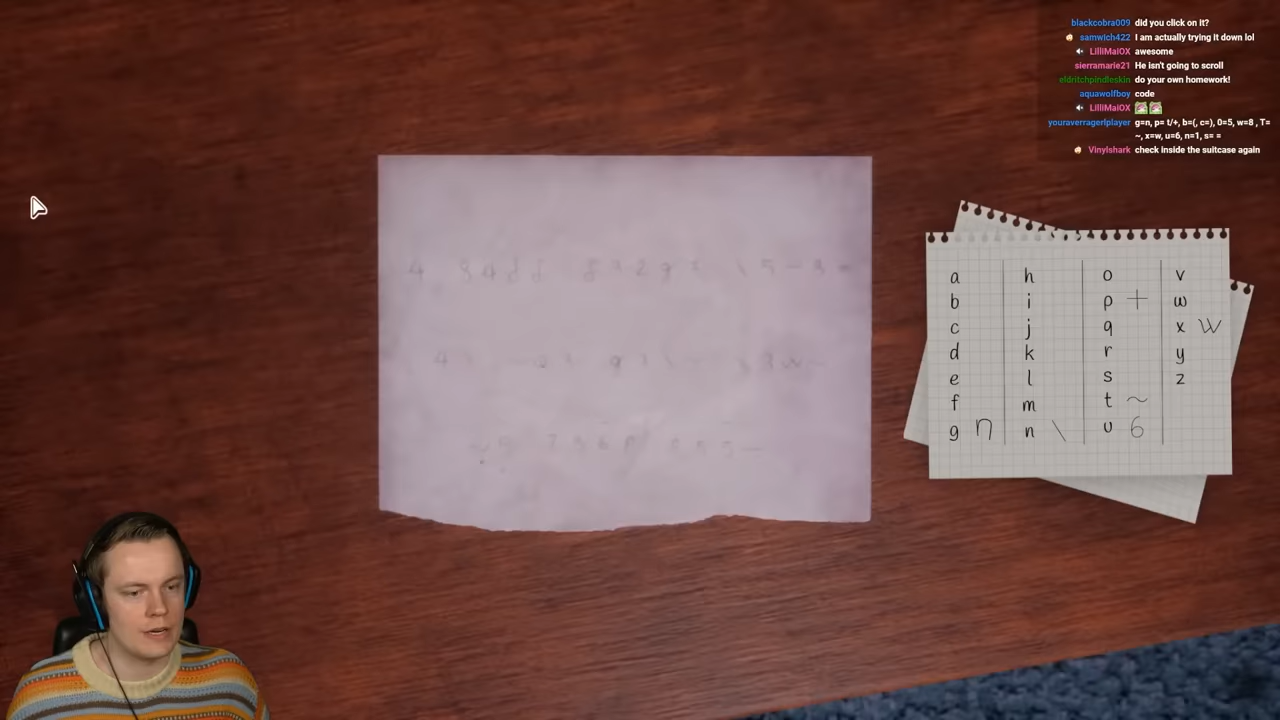 blackcobra009 did you click on it?
samwich422 I am actually trying it down lol
LilliMaiOX awesome
sierramarie21 He isn't going to scroll
eldritchpindleskin do your own homework!
aquawolfboy code
LilliMaiOX
youraverragerlplayer g=n, p= t/+, b=(, c=), 0=5, w=8 , T=
~, x=w, u=6, n=1, s= =
Vinylshark check inside the suitcase again
a h o v
b i p + w
c j q x W
d k r y
e l s z
f m t ~
g n n \ u 6